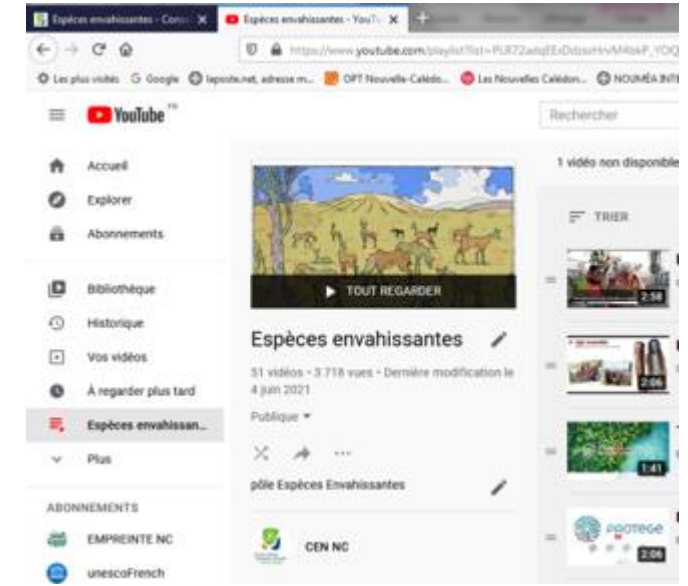 Espèces envahissantes - Conse
Espèces envahissantes - YouTu
https://www.youtube.com/playlist?list=
Les plus visités
Google
laposte.net, adresse m...
OPT Nouvelle-Calédo...
Les Nouvelles Calédon...
NOUMÉA INTE
YouTube
Rechercher
Accueil
Explorer
Abonnements
Bibliothèque
Historique
Vos vidéos
À regarder plus tard
Espèces envahissan...
Plus
ABONNEMENTS
EMPREINTE NC
unescoFrench
TOUT REGARDER
Espèces envahissantes
51 vidéos • 3 718 vues • Dernière modification le
4 juin 2021
Publique
pôle Espèces Envahissantes
CEN NC
1 vidéo non disponible
TRIER
2:58
2:06
1:41
PROTEGE
2:06